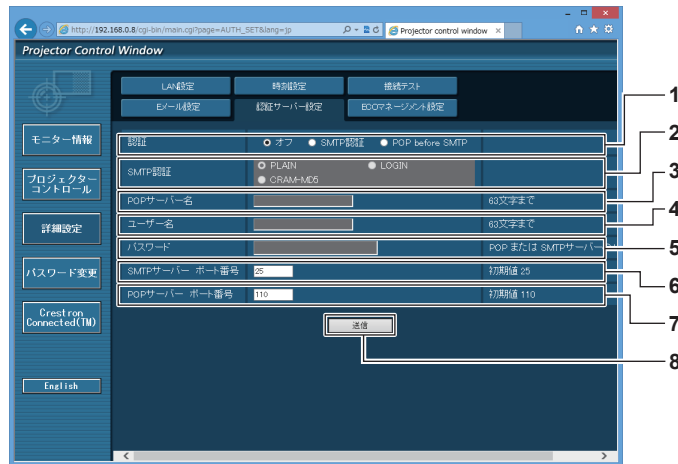 http://192.168.0.8/cgi-bin/main.cgi?page=AUTH_SET&lang=jp
Projector control window
Projector Control Window
LAN設定 時刻設定 接続テスト
Eメール設定 認証サーバー設定 ECOマネージメント設定
モニター情報
プロジェクター
コントロール
詳細設定
パスワード変更
Crestron
Connected(TM)
English
認証 オフ SMTP認証 POP before SMTP
SMTP認証 PLAIN LOGIN
CRAM-MD5
POPサーバー名 63文字まで
ユーザー名 63文字まで
パスワード POP または SMTPサーバー
SMTPサーバー ポート番号 25 初期値 25
POPサーバー ポート番号 110 初期値 110
送信
1
2
3
4
5
6
7
8